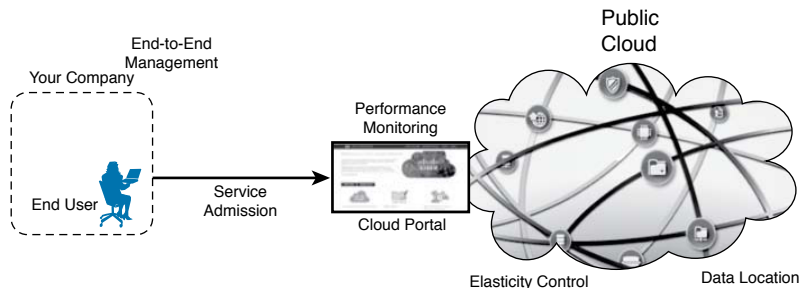 Public
Cloud
End-to-End
Management
Your Company
Performance
Monitoring
End User
Service
Admission
Cloud Portal
Elasticity Control
Data Location